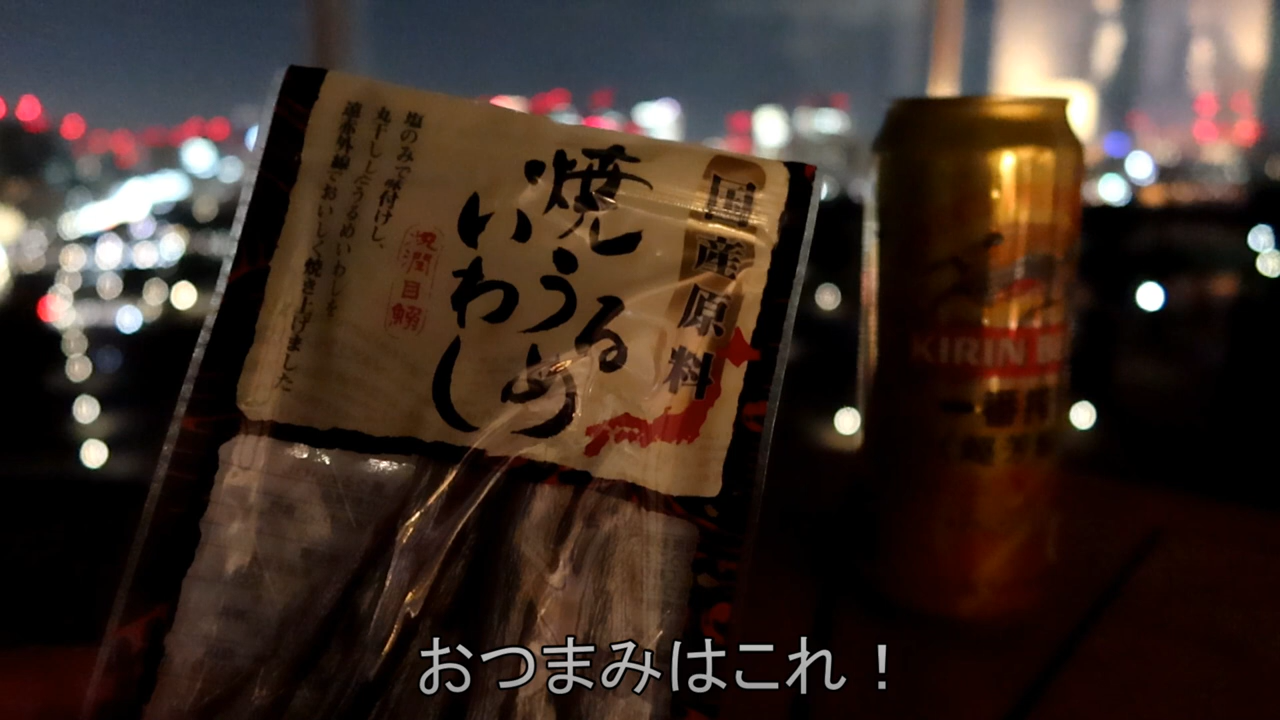 国産原料
焼うるめ
いわし
焼潤目鰯
塩のみで味付けし、
丸干ししたうるめいわしを
遠赤外線でおいしく焼き上げました
KIRIN
一番搾
おつまみはこれ！